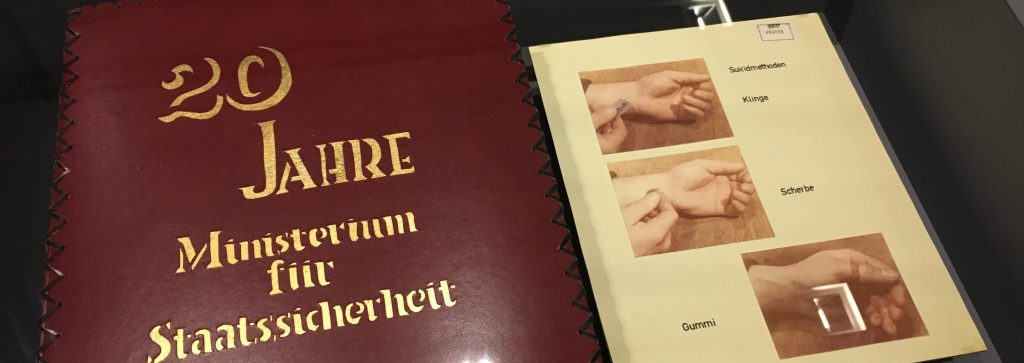 20
JAHRE
Ministerium
für
Staatssicherheit
Suicidmethoden
Klinge
Scherbe
Gummi